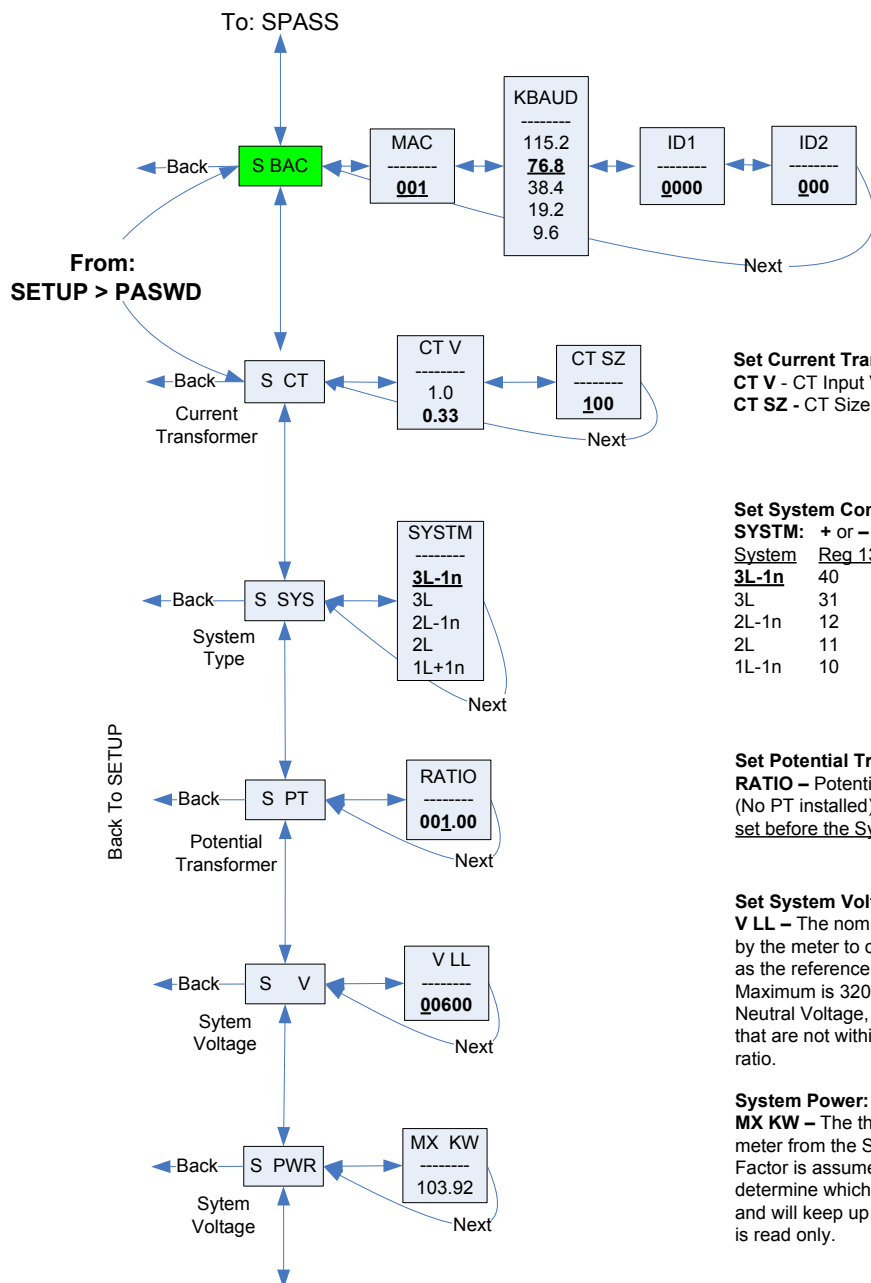 To: SPASS
S BAC
Back
MAC
--------
001
KBAUD
--------
115.2
76.8
38.4
19.2
9.6
ID1
--------
0000
ID2
--------
000
Next
From:
SETUP > PASWD
S CT
Back
Current
Transformer
CT V
--------
1.0
0.33
CT SZ
--------
100
Next
Set Current Tra
CT V - CT Input
CT SZ - CT Size
S SYS
Back
System
Type
SYSTM
--------
3L-1n
3L
2L-1n
2L
1L+1n
Next
Set System Con
SYSTM: + or –
System Reg 13
3L-1n 40
3L 31
2L-1n 12
2L 11
1L-1n 10
Back To SETUP
S PT
Back
Potential
Transformer
RATIO
--------
001.00
Next
Set Potential Tr
RATIO – Potenti
(No PT installed)
set before the Sy
S V
Back
Sytem
Voltage
V LL
--------
00600
Next
Set System Vol
V LL – The nom
by the meter to c
as the reference
Maximum is 320
Neutral Voltage,
that are not withi
ratio.
S PWR
Back
Sytem
Voltage
MX KW
--------
103.92
Next
System Power:
MX KW – The th
meter from the S
Factor is assume
determine which
and will keep up
is read only.